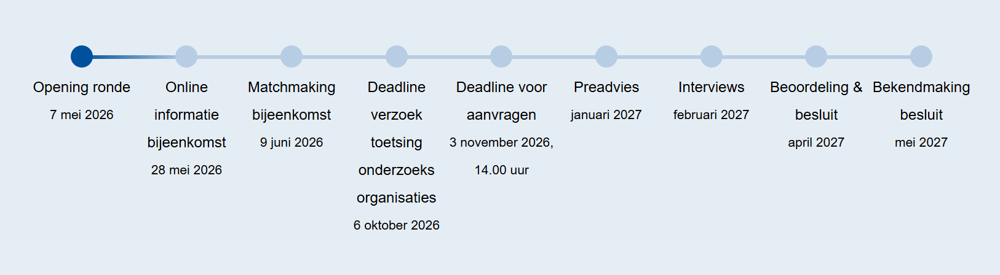 Opening ronde
7 mei 2026
Online
informatie
bijeenkomst
28 mei 2026
Matchmaking
bijeenkomst
9 juni 2026
Deadline
verzoek
toetsing
onderzoeks
organisaties
6 oktober 2026
Deadline voor
aanvragen
3 november 2026,
14.00 uur
Preadvies
januari 2027
Interviews
februari 2027
Beoordeling &
besluit
april 2027
Bekendmaking
besluit
mei 2027